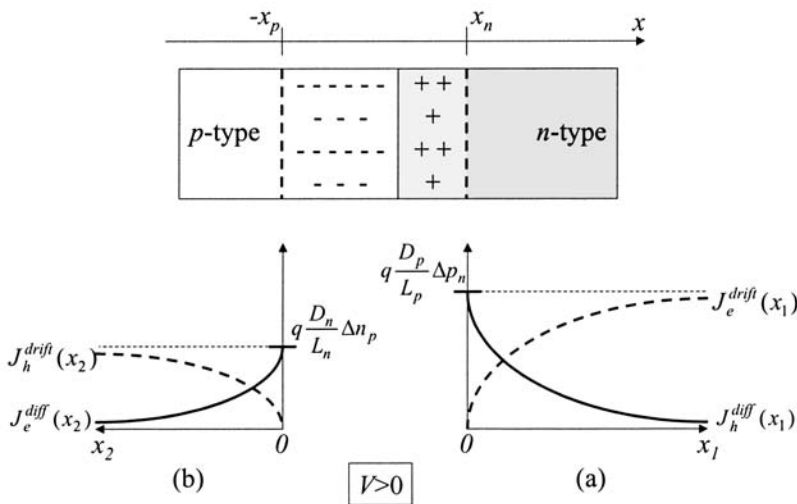 -x_p x_n x
- - - - - - + +
p-type - - - + n-type
- - - - - - + +
- - - +
q D_p/L_p Δp_n
J_e^{drift}(x_1)
q D_n/L_n Δn_p
J_h^{drift}(x_2)
J_e^{diff}(x_2) J_h^{diff}(x_1)
x_2 0 0 x_1
(b) V>0 (a)